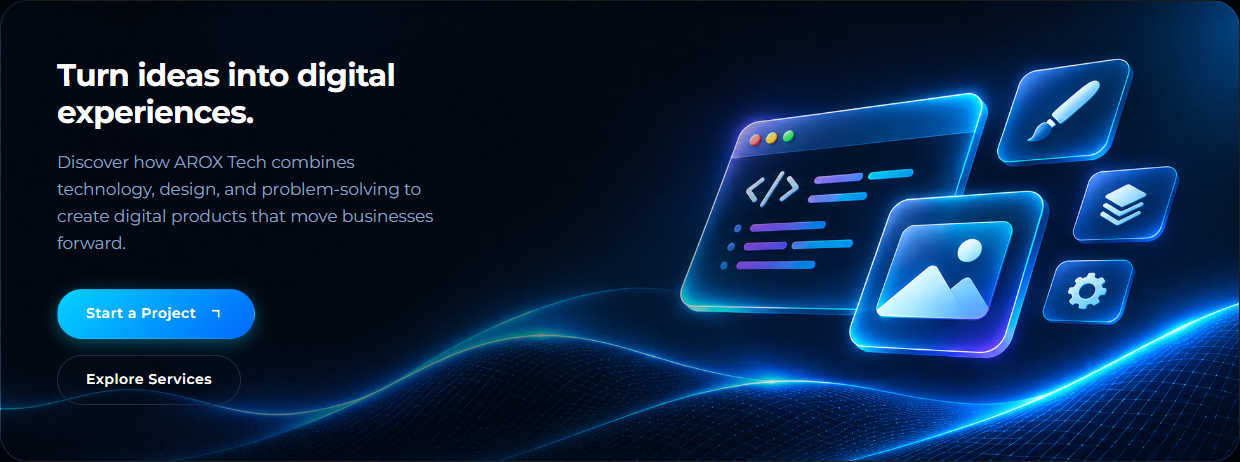 Turn ideas into digital
experiences.
Discover how AROX Tech combines
technology, design, and problem-solving to
create digital products that move businesses
forward.
Start a Project
Explore Services
</>